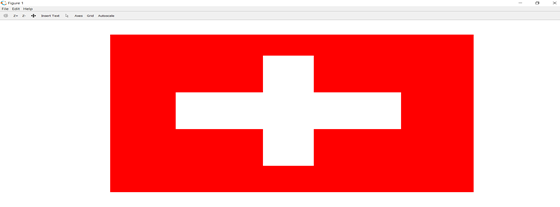 Figure 1
File Edit Help
Z+ Z- Insert Text Axes Grid Autoscale